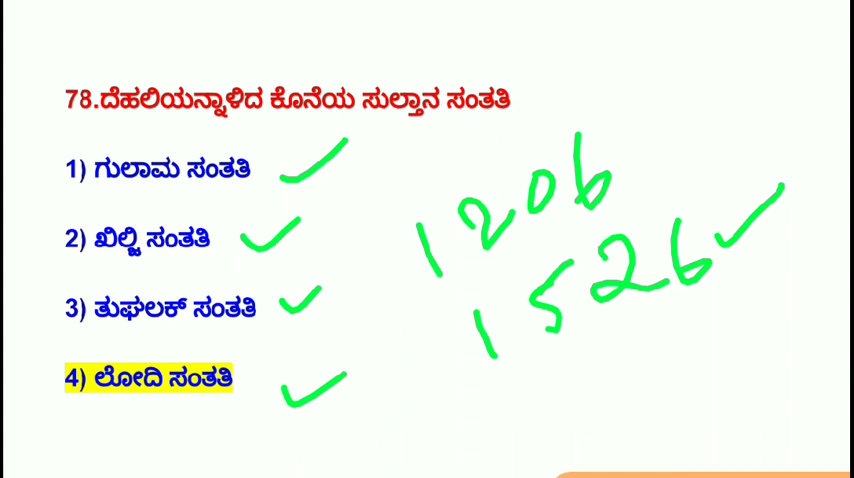 78.ದೆಹಲಿಯನ್ನಾಳಿದ ಕೊನೆಯ ಸುಲ್ತಾನ ಸಂತತಿ
1) ಗುಲಾಮ ಸಂತತಿ
1206
2) ಖಿಲ್ಜಿ ಸಂತತಿ
1526
3) ತುಘಲಕ್ ಸಂತತಿ
4) ಲೋದಿ ಸಂತತಿ